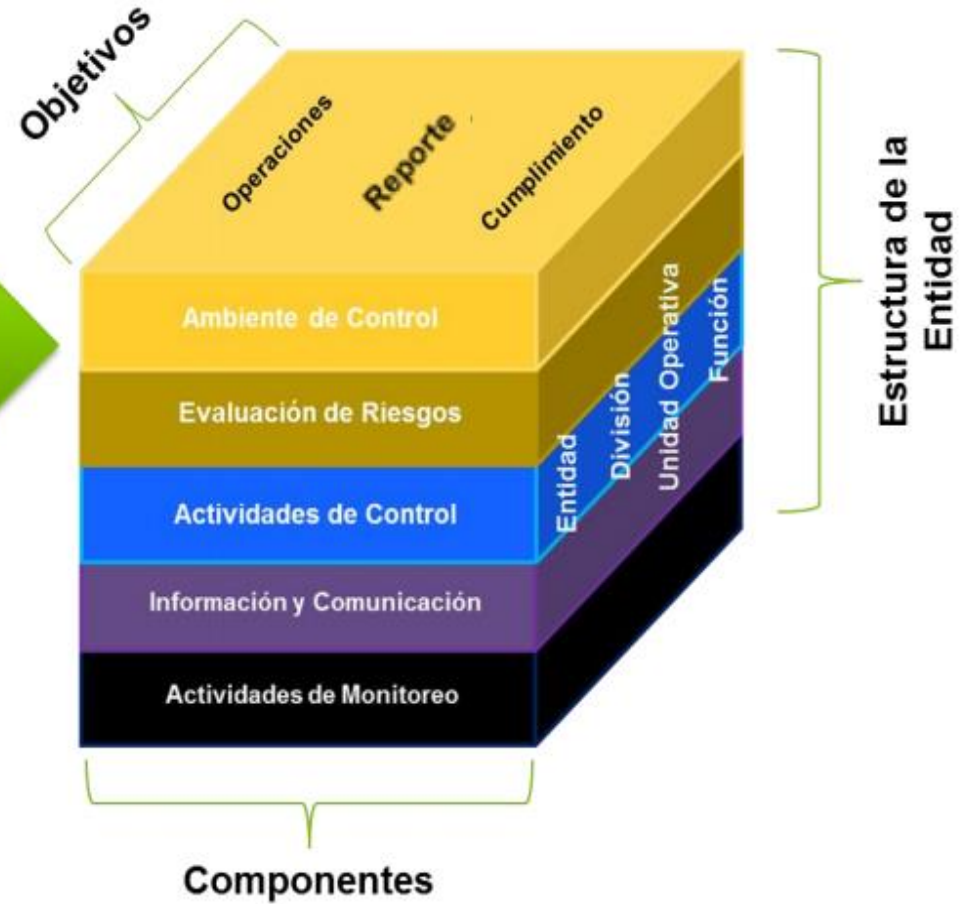 Objetivos
Operaciones
Reporte
Cumplimiento
Ambiente de Control
Evaluación de Riesgos
Actividades de Control
Información y Comunicación
Actividades de Monitoreo
Entidad
División
Unidad Operativa
Función
Estructura de la
Entidad
Componentes